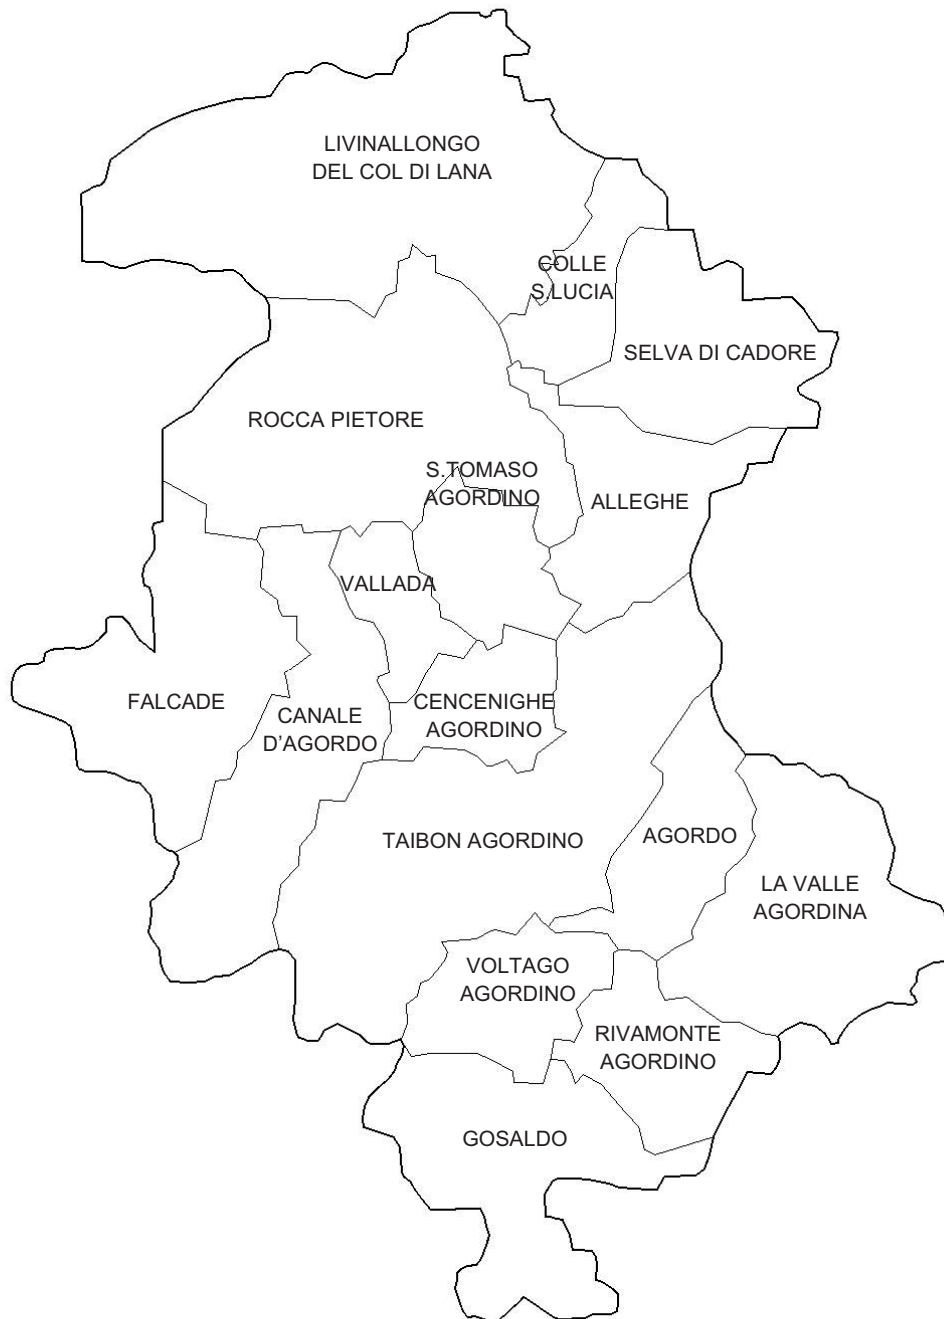 LIVINALLONGO
DEL COL DI LANA
COLLE
S.LUCIA
SELVA DI CADORE
ROCCA PIETORE
S.TOMASO
AGORDINO
ALLEGHE
VALLADA
FALCADE
CANALE
D'AGORDO
CENCENIGHE
AGORDINO
TAIBON AGORDINO
AGORDO
LA VALLE
AGORDINA
VOLTAGO
AGORDINO
RIVAMONTE
AGORDINO
GOSALDO